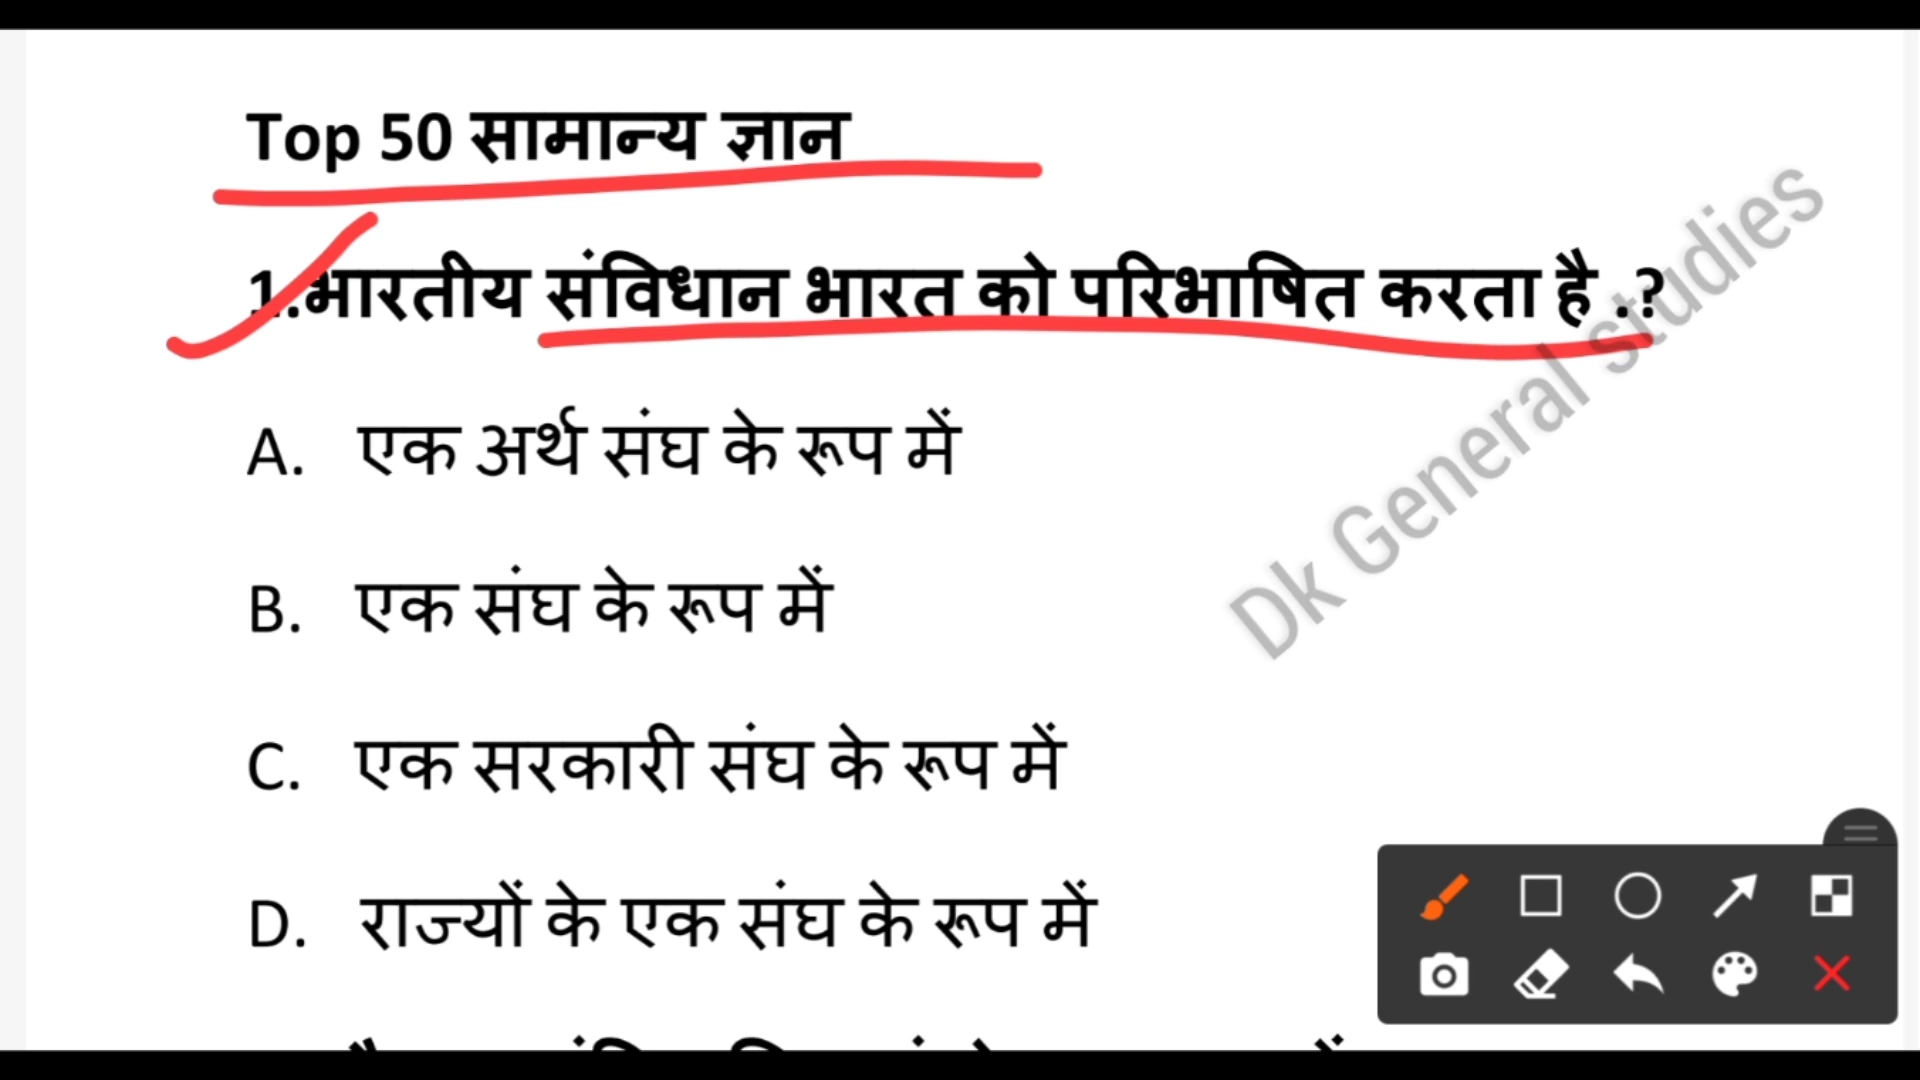 Top 50 सामान्य ज्ञान
1.भारतीय संविधान भारत को परिभाषित करता है .?
A. एक अर्थ संघ के रूप में
B. एक संघ के रूप में
C. एक सरकारी संघ के रूप में
D. राज्यों के एक संघ के रूप में
Dk General studies